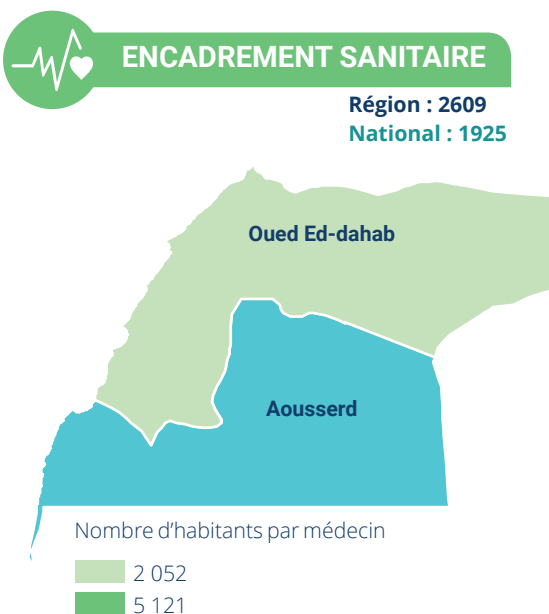 ENCADREMENT SANITAIRE
Région : 2609
National : 1925
Oued Ed-dahab
Aousserd
Nombre d’habitants par médecin
2 052
5 121